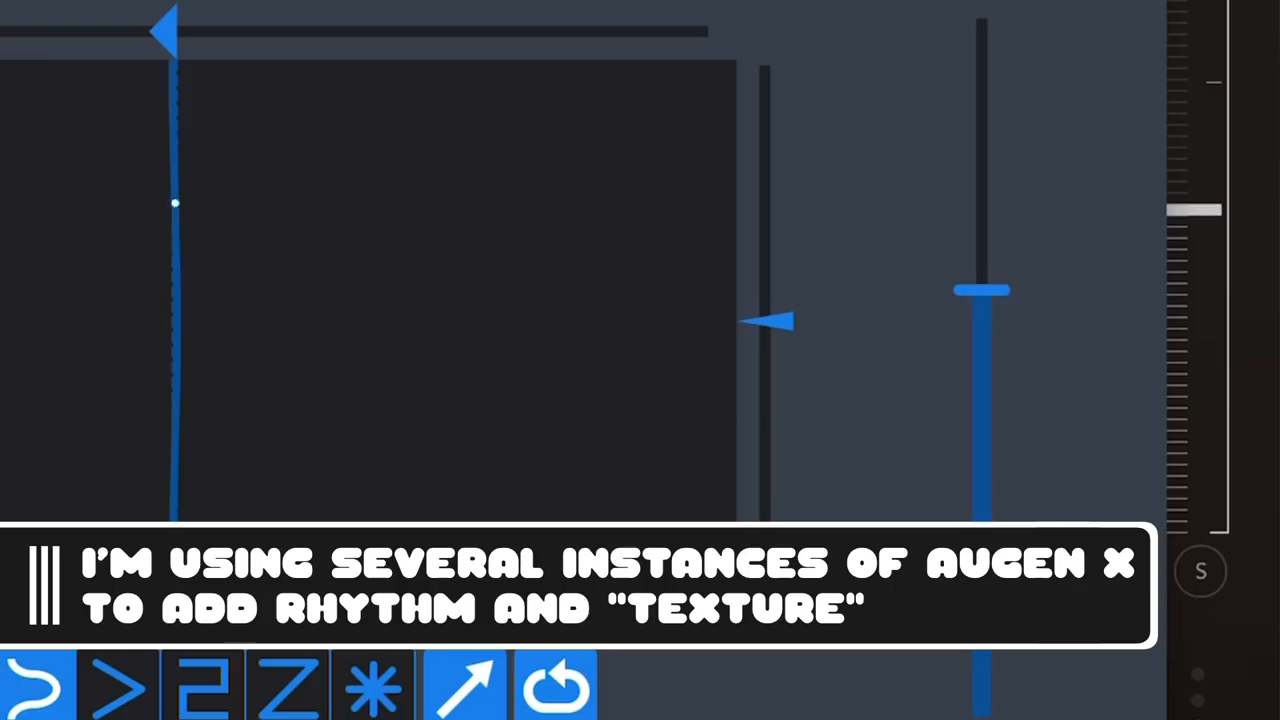 S
I'M USING SEVERAL INSTANCES OF AUGEN X
TO ADD RHYTHM AND "TEXTURE"